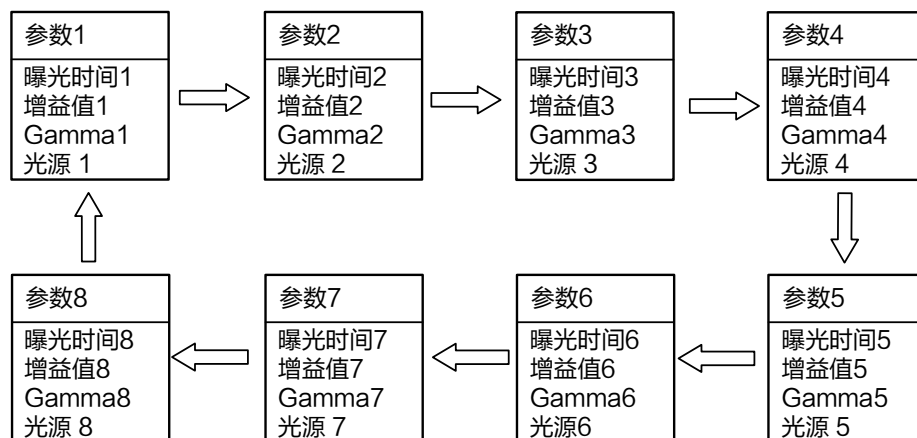 参数1
曝光时间1
增益值1
Gamma1
光源 1
参数2
曝光时间2
增益值2
Gamma2
光源 2
参数3
曝光时间3
增益值3
Gamma3
光源 3
参数4
曝光时间4
增益值4
Gamma4
光源 4
参数5
曝光时间5
增益值5
Gamma5
光源 5
参数6
曝光时间6
增益值6
Gamma6
光源6
参数7
曝光时间7
增益值7
Gamma7
光源 7
参数8
曝光时间8
增益值8
Gamma8
光源 8